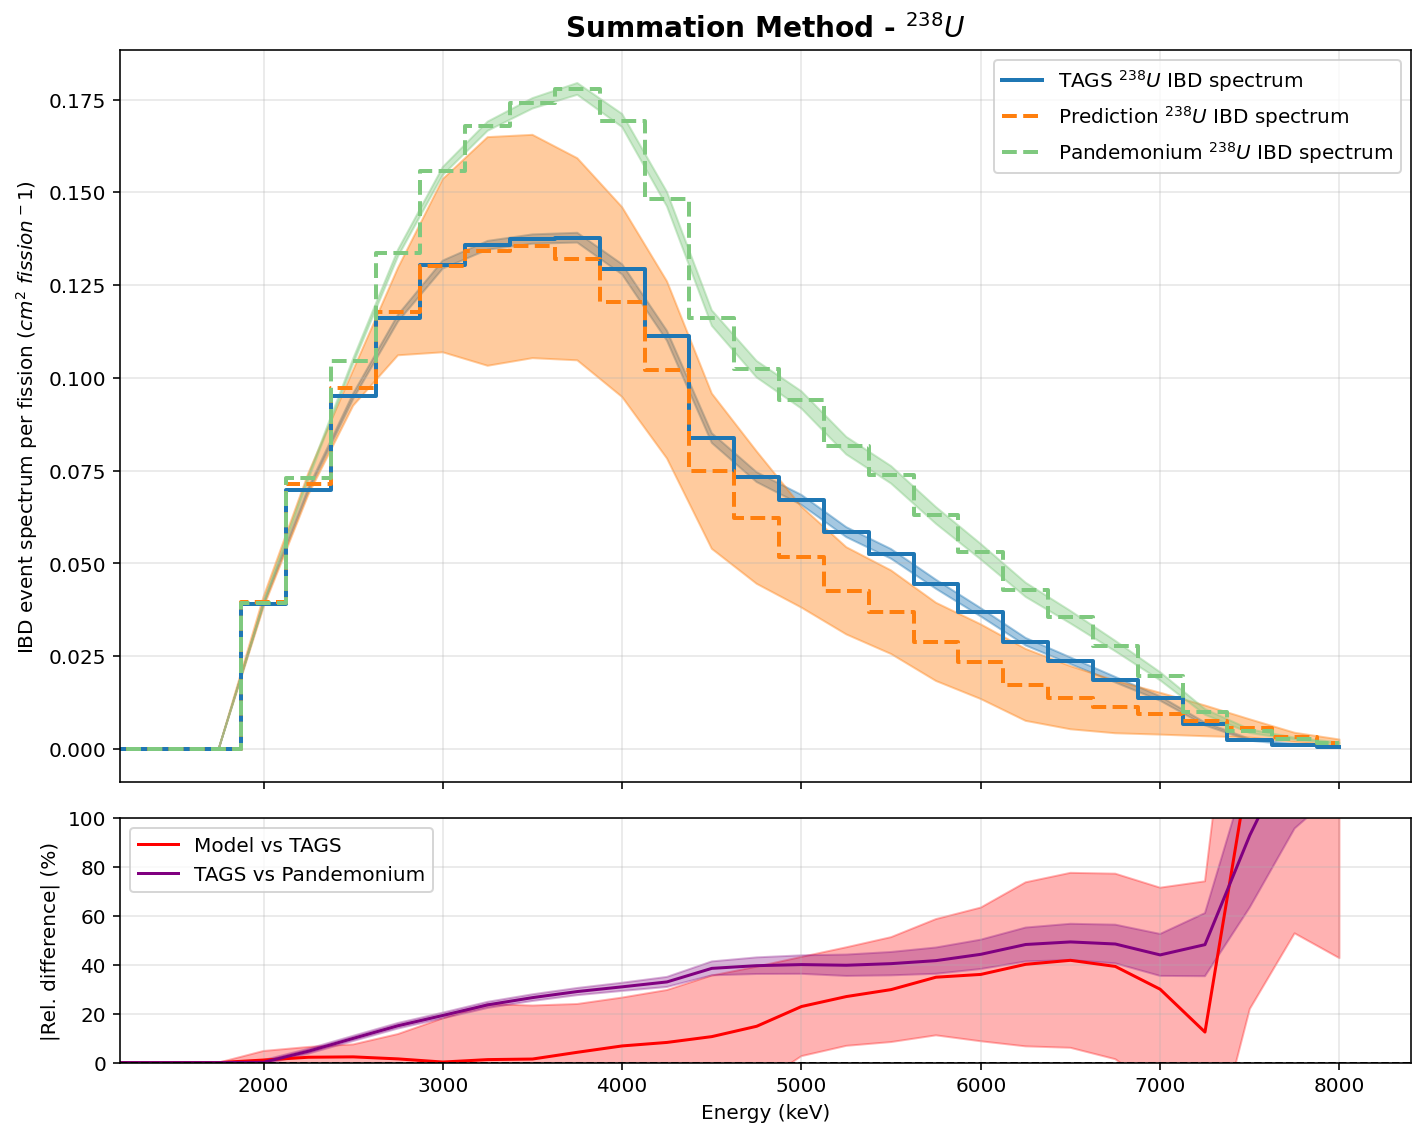 Summation Method - ²³⁸U
TAGS ²³⁸U IBD spectrum
Prediction ²³⁸U IBD spectrum
Pandemonium ²³⁸U IBD spectrum
IBD event spectrum per fission (cm² fission⁻1)
0.175
0.150
0.125
0.100
0.075
0.050
0.025
0.000
Model vs TAGS
TAGS vs Pandemonium
|Rel. difference| (%)
100
80
60
40
20
0
2000 3000 4000 5000 6000 7000 8000
Energy (keV)